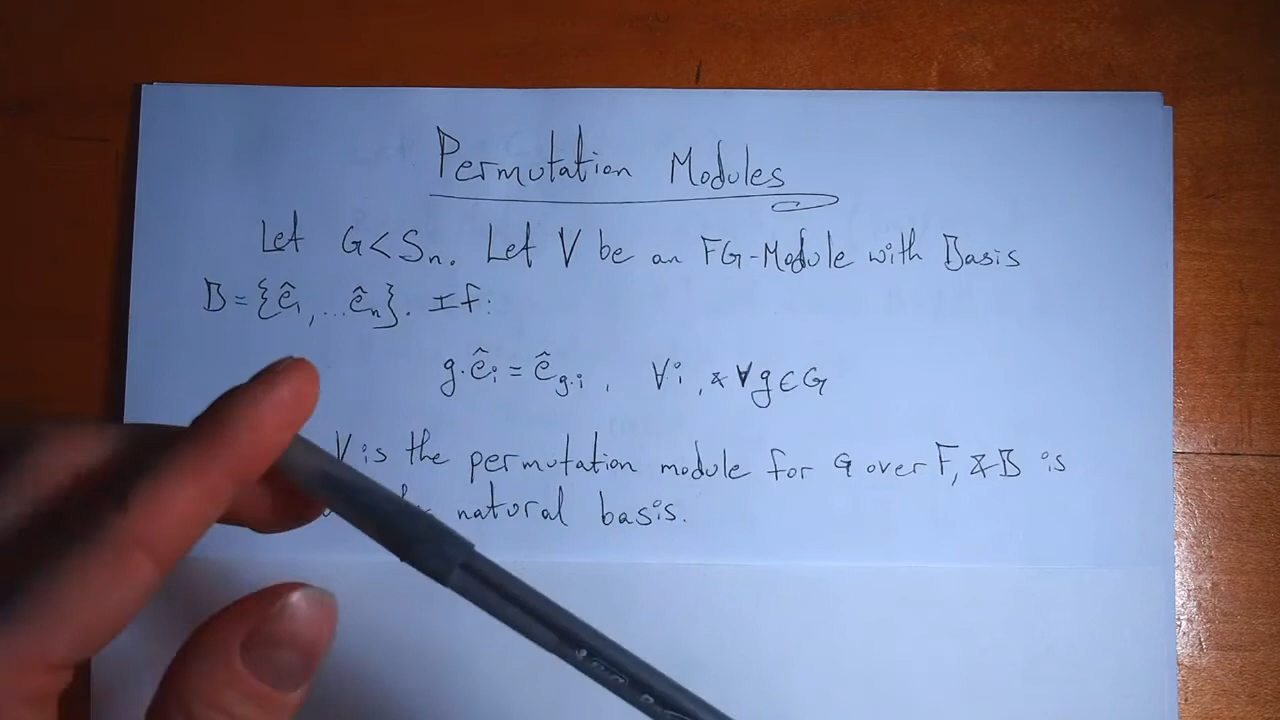 Permutation Modules
Let G<Sₙ. Let V be an FG-Module with Basis
B={ê₁,...êₙ}. If:
g·êᵢ=ê_{g·i}, ∀i, & ∀g∈G
V is the permutation module for G over F, & B is
natural basis.